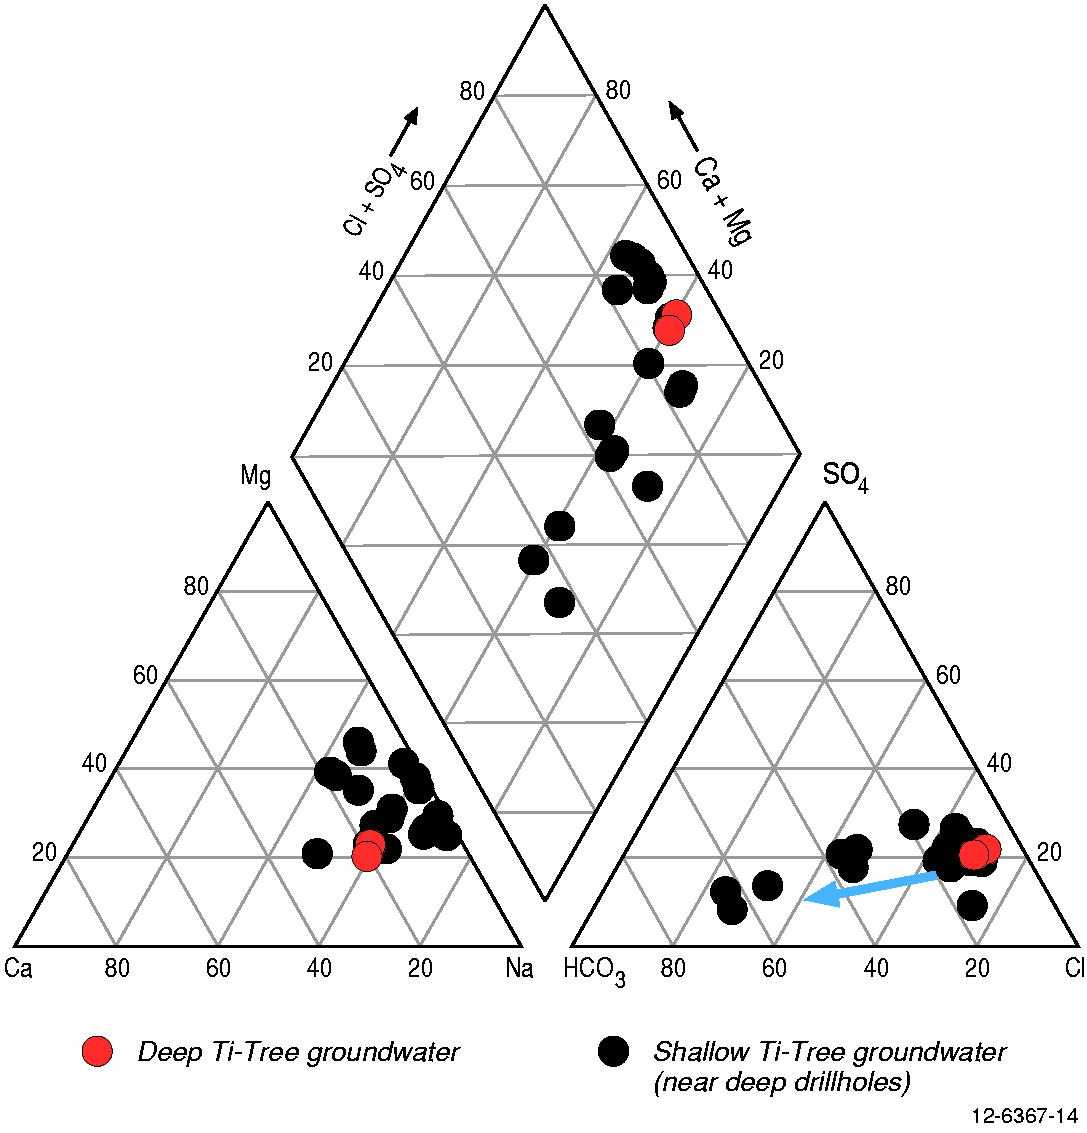 80 80
Cl + SO4
Ca + Mg
60 60
40 40
20 20
Mg
SO4
80
80
60
60
40
40
20
20
Ca 80 60 40 20 Na
HCO3 80 60 40 20 Cl
Deep Ti-Tree groundwater
Shallow Ti-Tree groundwater
(near deep drillholes)
12-6367-14